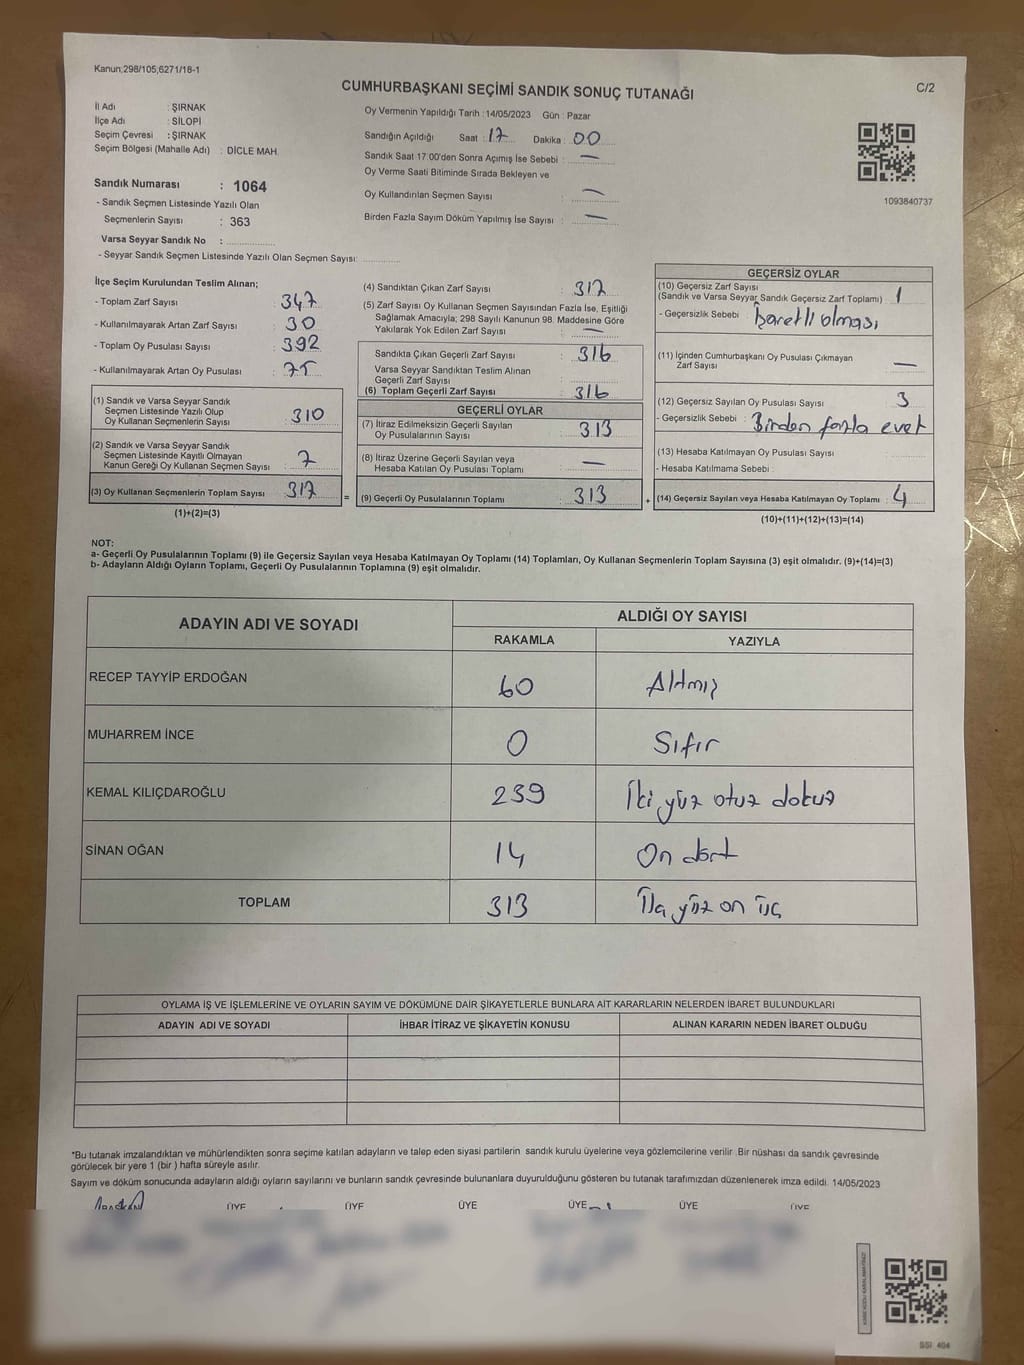 Kanun;298/105,6271/18-1
C/2
CUMHURBAŞKANI SEÇİMİ SANDIK SONUÇ TUTANAĞI
İl Adı : ŞIRNAK
İlçe Adı : SİLOPİ
Seçim Çevresi : ŞIRNAK
Seçim Bölgesi (Mahalle Adı) : DİCLE MAH.
Sandık Numarası : 1064
- Sandık Seçmen Listesinde Yazılı Olan
Seçmenlerin Sayısı : 363
Varsa Seyyar Sandık No :
- Seyyar Sandık Seçmen Listesinde Yazılı Olan Seçmen Sayısı:
Oy Vermenin Yapıldığı Tarih : 14/05/2023 Gün : Pazar
Sandığın Açıldığı Saat : 17 Dakika : 00
Sandık Saat 17:00'den Sonra Açımış İse Sebebi : —
Oy Verme Saati Bitiminde Sırada Bekleyen ve
Oy Kullandırılan Seçmen Sayısı : —
Birden Fazla Sayım Döküm Yapılmış İse Sayısı : —
1093840737
İlçe Seçim Kurulundan Teslim Alınan;
- Toplam Zarf Sayısı : 347
- Kullanılmayarak Artan Zarf Sayısı : 30
- Toplam Oy Pusulası Sayısı : 392
- Kullanılmayarak Artan Oy Pusulası : 75
(1) Sandık ve Varsa Seyyar Sandık
Seçmen Listesinde Yazılı Olup
Oy Kullanan Seçmenlerin Sayısı : 310
(2) Sandık ve Varsa Seyyar Sandık
Seçmen Listesinde Kayıtlı Olmayan
Kanun Gereği Oy Kullanan Seçmen Sayısı : 7
(3) Oy Kullanan Seçmenlerin Toplam Sayısı : 317
(1)+(2)=(3)
(4) Sandıktan Çıkan Zarf Sayısı : 317
(5) Zarf Sayısı Oy Kullanan Seçmen Sayısından Fazla İse, Eşitliği
Sağlamak Amacıyla; 298 Sayılı Kanunun 98. Maddesine Göre
Yakılarak Yok Edilen Zarf Sayısı : —
Sandıkta Çıkan Geçerli Zarf Sayısı : 316
Varsa Seyyar Sandıktan Teslim Alınan
Geçerli Zarf Sayısı :
(6) Toplam Geçerli Zarf Sayısı : 316
GEÇERLİ OYLAR
(7) İtiraz Edilmeksizin Geçerli Sayılan
Oy Pusulalarının Sayısı : 313
(8) İtiraz Üzerine Geçerli Sayılan veya
Hesaba Katılan Oy Pusulası Toplamı : —
= (9) Geçerli Oy Pusulalarının Toplamı : 313 +
GEÇERSİZ OYLAR
(10) Geçersiz Zarf Sayısı
(Sandık ve Varsa Seyyar Sandık Geçersiz Zarf Toplamı) : 1
- Geçersizlik Sebebi : İşaretli olması
(11) İçinden Cumhurbaşkanı Oy Pusulası Çıkmayan
Zarf Sayısı : —
(12) Geçersiz Sayılan Oy Pusulası Sayısı : 3
- Geçersizlik Sebebi : Birden fazla evet
(13) Hesaba Katılmayan Oy Pusulası Sayısı :
- Hesaba Katılmama Sebebi :
(14) Geçersiz Sayılan veya Hesaba Katılmayan Oy Toplamı : 4
(10)+(11)+(12)+(13)=(14)
NOT:
a- Geçerli Oy Pusulalarının Toplamı (9) ile Geçersiz Sayılan veya Hesaba Katılmayan Oy Toplamı (14) Toplamları, Oy Kullanan Seçmenlerin Toplam Sayısına (3) eşit olmalıdır. (9)+(14)=(3)
b- Adayların Aldığı Oyların Toplamı, Geçerli Oy Pusulalarının Toplamına (9) eşit olmalıdır.
ADAYIN ADI VE SOYADI ALDIĞI OY SAYISI
RAKAMLA YAZIYLA
RECEP TAYYİP ERDOĞAN 60 Altmış
MUHARREM İNCE 0 Sıfır
KEMAL KILIÇDAROĞLU 239 İki yüz otuz dokuz
SİNAN OĞAN 14 On dört
TOPLAM 313 yüz on üç
OYLAMA İŞ VE İŞLEMLERİNE VE OYLARIN SAYIM VE DÖKÜMÜNE DAİR ŞİKAYETLERLE BUNLARA AİT KARARLARIN NELERDEN İBARET BULUNDUKLARI
ADAYIN ADI VE SOYADI İHBAR İTİRAZ VE ŞİKAYETİN KONUSU ALINAN KARARIN NEDEN İBARET OLDUĞU
*Bu tutanak imzalandıktan ve mühürlendikten sonra seçime katılan adayların ve talep eden siyasi partilerin sandık kurulu üyelerine veya gözlemcilerine verilir .Bir nüshası da sandık çevresinde
görülecek bir yere 1 (bir ) hafta süreyle asılır.
Sayım ve döküm sonucunda adayların aldığı oyların sayılarını ve bunların sandık çevresinde bulunanlara duyurulduğunu gösteren bu tutanak tarafımızdan düzenlenerek imza edildi. 14/05/2023
BAŞKAN ÜYE ÜYE ÜYE ÜYE ÜYE ÜYE